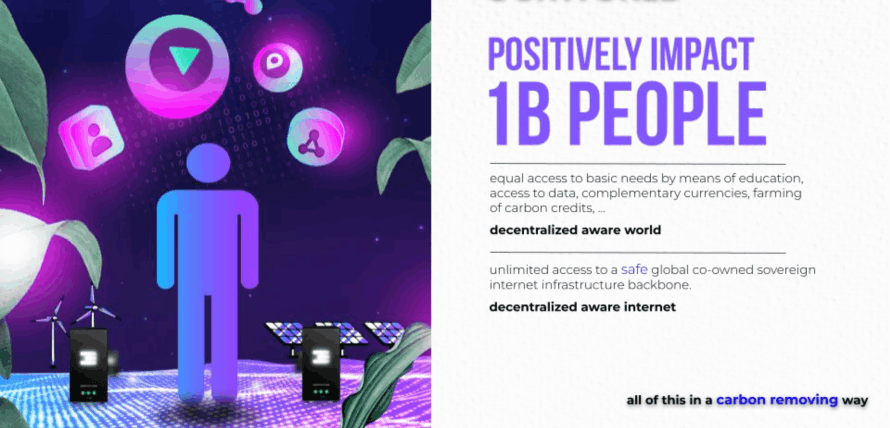 POSITIVELY IMPACT
1B PEOPLE
equal access to basic needs by means of education,
access to data, complementary currencies, farming
of carbon credits, ...
decentralized aware world
unlimited access to a safe global co-owned sovereign
internet infrastructure backbone.
decentralized aware internet
all of this in a carbon removing way